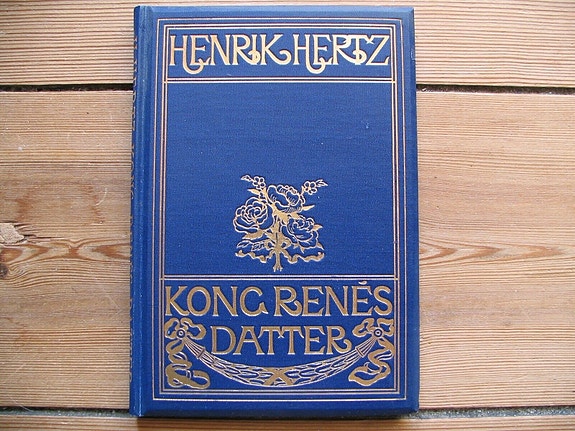 HENRIK HERTZ
KONG RENÉS
DATTER